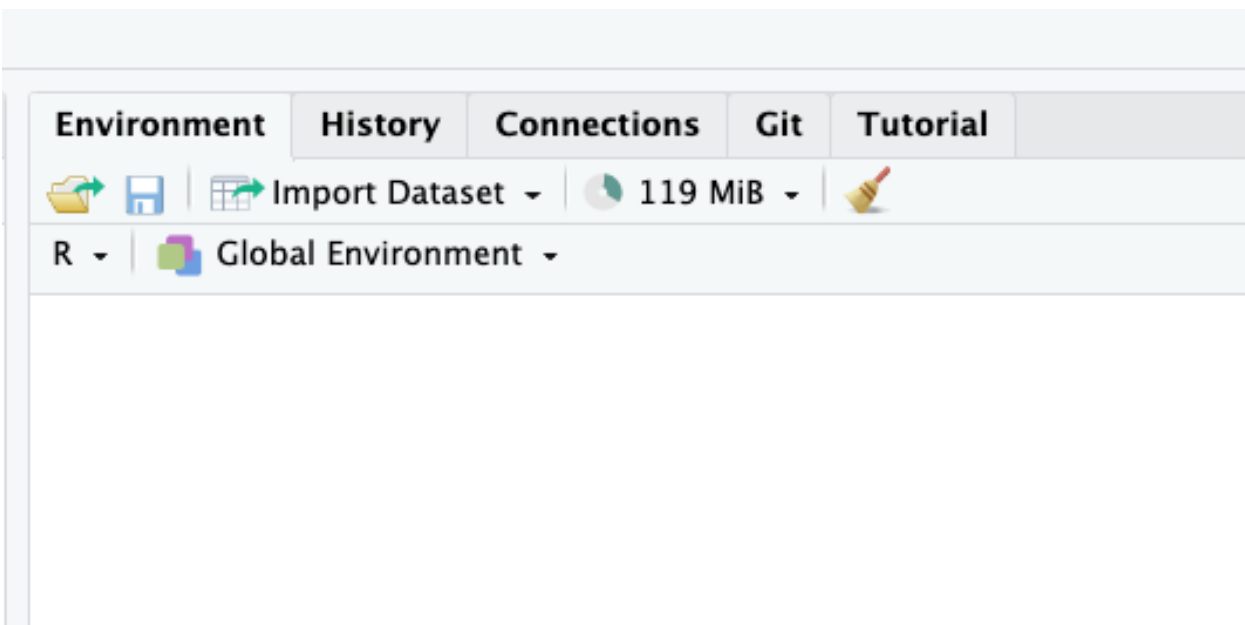 Environment History Connections Git Tutorial
Import Dataset 119 MiB
R Global Environment